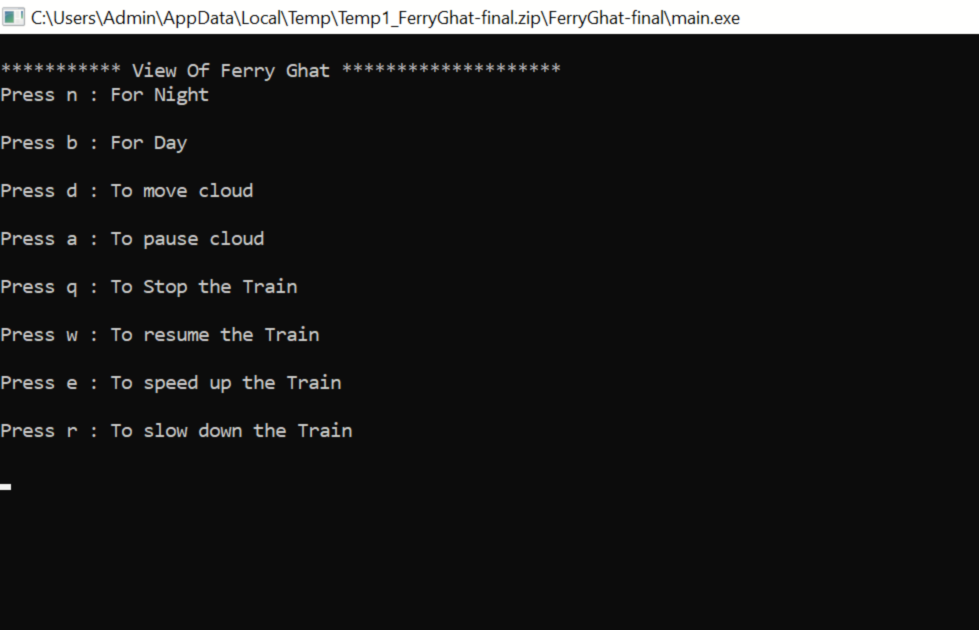 C:\Users\Admin\AppData\Local\Temp\Temp1_FerryGhat-final.zip\FerryGhat-final\main.exe
*********** View Of Ferry Ghat ********************
Press n : For Night
Press b : For Day
Press d : To move cloud
Press a : To pause cloud
Press q : To Stop the Train
Press w : To resume the Train
Press e : To speed up the Train
Press r : To slow down the Train